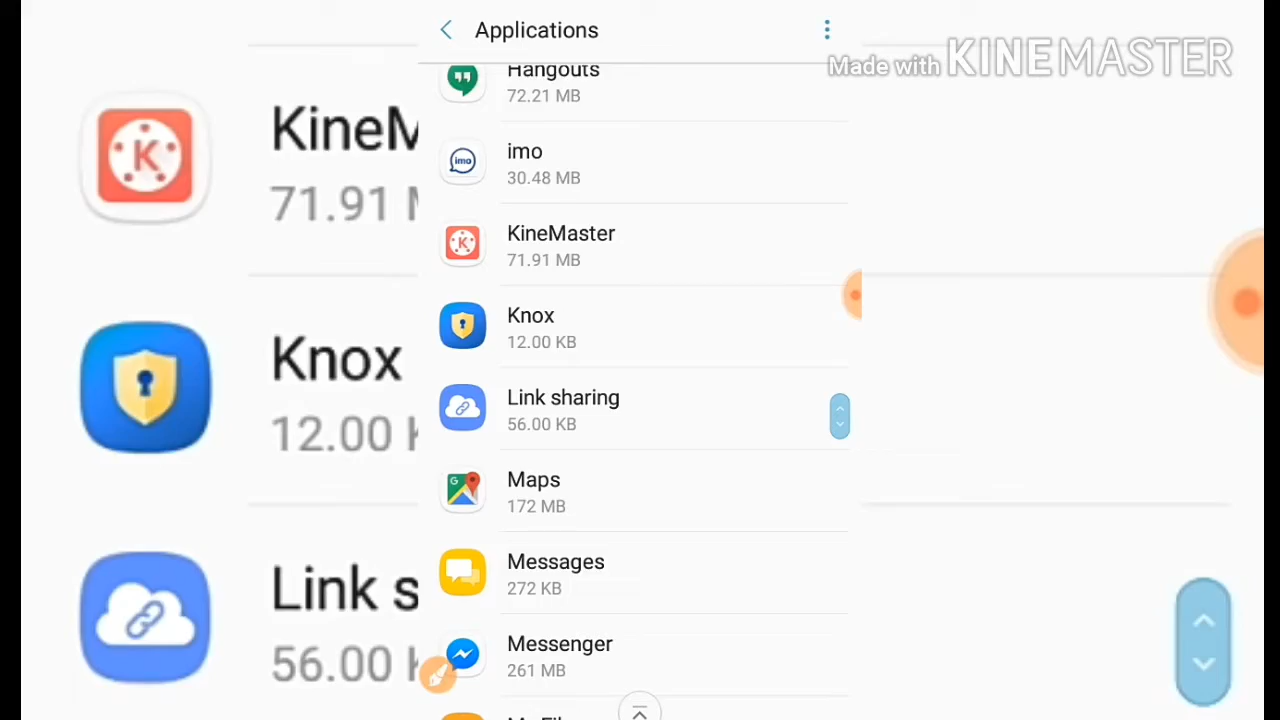 Applications
Made with KINEMASTER
Hangouts
72.21 MB
imo
imo
30.48 MB
KineMaster
71.91 MB
Knox
12.00 KB
Link sharing
56.00 KB
G
Maps
172 MB
Messages
272 KB
Messenger
261 MB
K
KineM
71.91
Knox
12.00
Link s
56.00